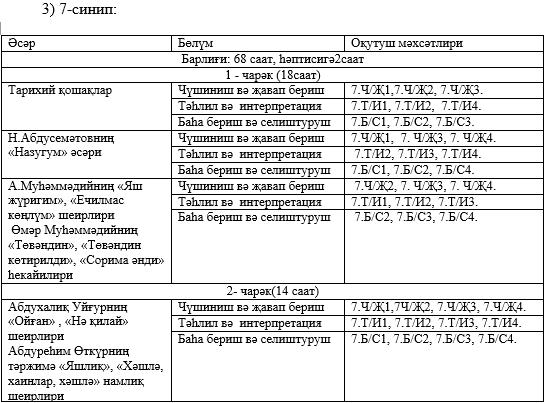 3) 7-синип:
Әсәр Бөлүм Оқутуш мәхсәтлири
Барлиғи: 68 саат, һәптисигә2саат
1 - чарәк (18саат)
Тарихий қошақлар Чүшиниш вә җавап бериш 7.Ч/Җ1,7.Ч/Җ2, 7.Ч/Җ3.
Тәһлил вә интерпретация 7.Т/И1, 7.Т/И2, 7.Т/И4.
Баһа бериш вә селиштуруш 7.Б/С1, 7.Б/С2, 7.Б/С3.
Н.Абдусемәтовниң Чүшиниш вә җавап бериш 7.Ч/Җ1, 7. Ч/Җ3, 7. Ч/Җ4.
«Назугум» әсәри Тәһлил вә интерпретация 7.Т/И2, 7.Т/И3, 7.Т/И4.
Баһа бериш вә селиштуруш 7.Б/С1, 7.Б/С2, 7.Б/С4.
А.Муһәммәдийниң «Яш Чүшиниш вә җавап бериш 7.Ч/Җ2, 7. Ч/Җ3, 7. Ч/Җ4.
жүригим», «Ечилмас Тәһлил вә интерпретация 7.Т/И1, 7.Т/И2, 7.Т/И3.
көңлүм» шеирлири Баһа бериш вә селиштуруш 7.Б/С2, 7.Б/С3, 7.Б/С4.
Өмәр Муһәммәдийниң
«Төвәндин», «Төвәндин
көтирилди», «Сорима әнди»
һекайилири
2- чарәк(14 саат)
Абдухалиқ Уйғурниң Чүшиниш вә җавап бериш 7.Ч/Җ1,7Ч/Җ2, 7.Ч/Җ3, 7.Ч/Җ4.
«Ойған» , «Нә қилай» Тәһлил вә интерпретация 7.Т/И1, 7.Т/И2, 7.Т/И3, 7.Т/И4.
шеирлири Баһа бериш вә селиштуруш 7.Б/С1, 7.Б/С2, 7.Б/С3, 7.Б/С4.
Абдуреһим Өткүрниң
тәржимә «Яшлиқ», «Хәшлә,
хаинлар, хәшлә» намлиқ
шеирлири